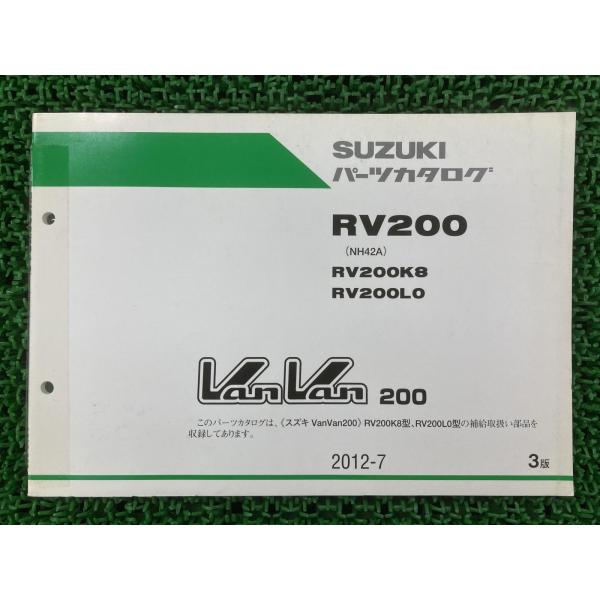 SUZUKI
パーツカタログ
RV200
(NH42A)
RV200K8
RV200L0
VanVan 200
このパーツカタログは、《スズキ VanVan200》RV200K8型、RV200L0型の補給取扱い部品を
収録してあります。
2012-7
3版